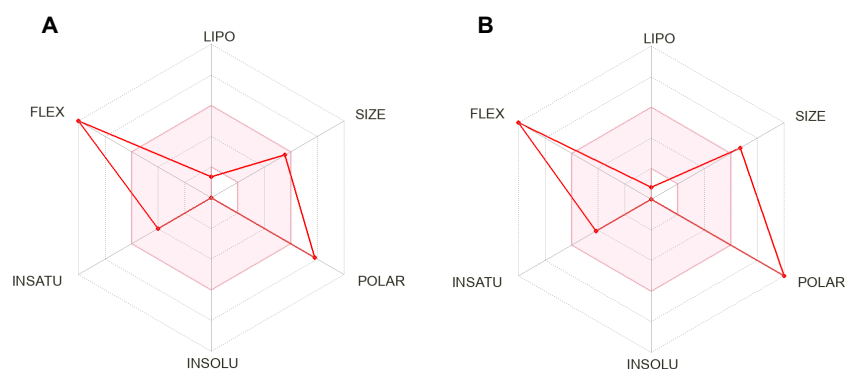 A
LIPO
FLEX
SIZE
INSATU
POLAR
INSOLU
B
LIPO
FLEX
SIZE
INSATU
POLAR
INSOLU